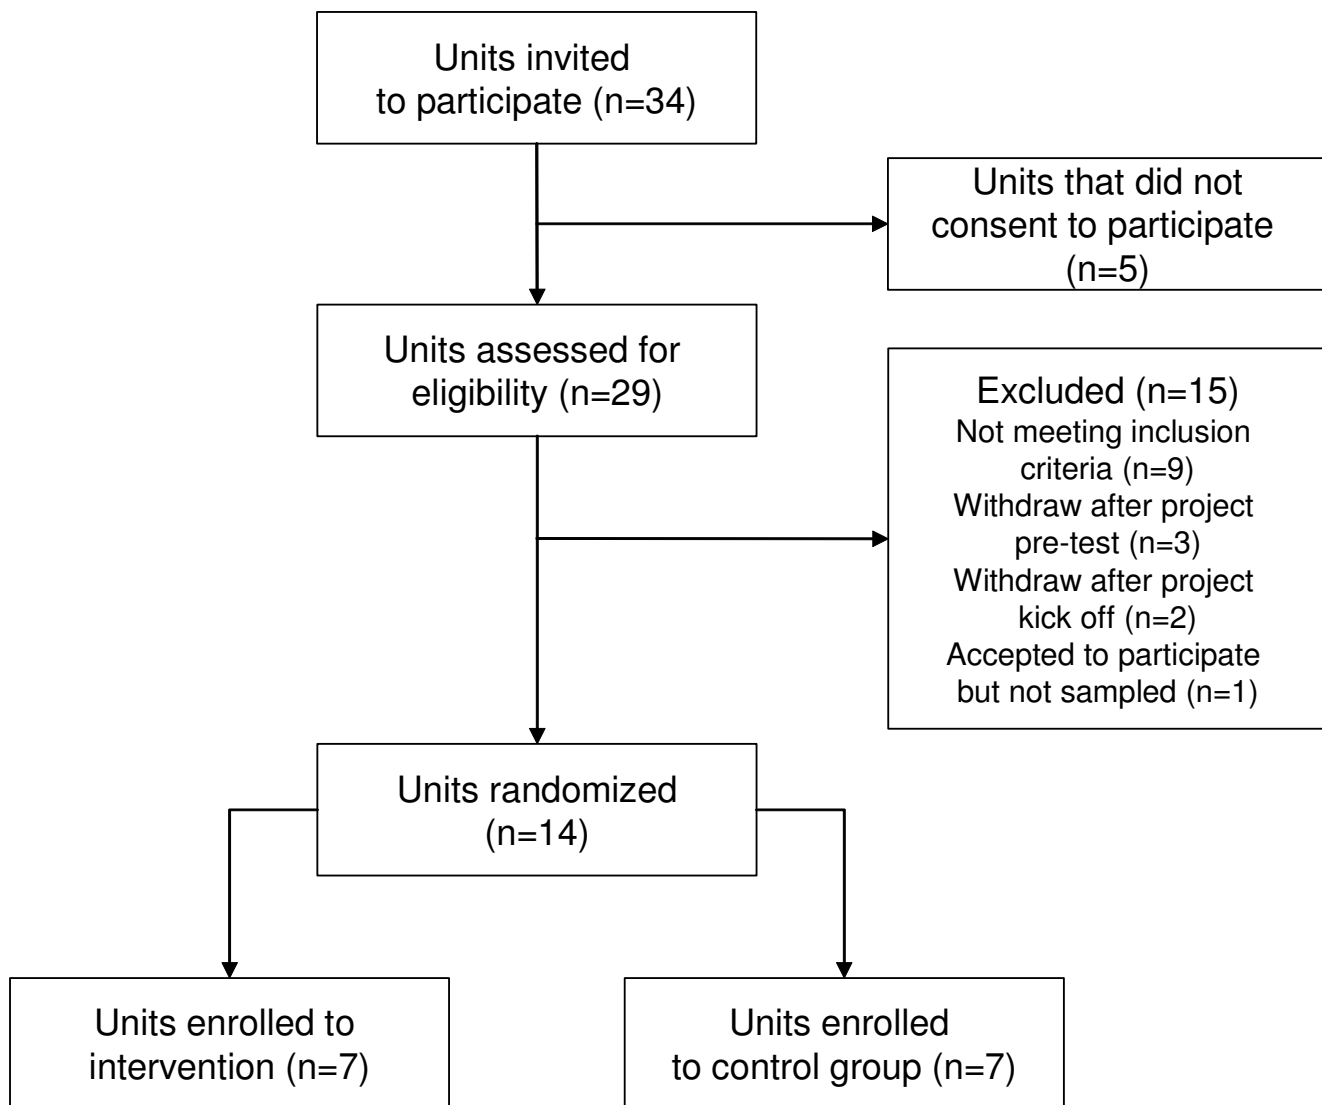 Units invited
to participate (n=34)
Units that did not
consent to participate
(n=5)
Units assessed for
eligibility (n=29)
Excluded (n=15)
Not meeting inclusion
criteria (n=9)
Withdraw after project
pre-test (n=3)
Withdraw after project
kick off (n=2)
Accepted to participate
but not sampled (n=1)
Units randomized
(n=14)
Units enrolled to
intervention (n=7)
Units enrolled
to control group (n=7)